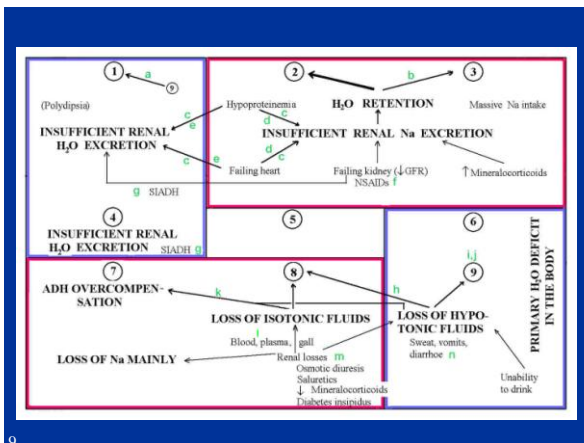 1
2
3
a
9
b
(Polydipsia)
Hypoproteinemia
H2O RETENTION
Massive Na intake
c
e
d
c
INSUFFICIENT RENAL
H2O EXCRETION
INSUFFICIENT RENAL Na EXCRETION
c
e
d
c
Failing heart
Failing kidney (↓GFR)
NSAIDs f
↑ Mineralocorticoids
g SIADH
4
5
6
INSUFFICIENT RENAL
H2O EXCRETION SIADH g
7
8
i,j
9
PRIMARY H2O DEFICIT
IN THE BODY
ADH OVERCOMPEN-
SATION
k
h
LOSS OF ISOTONIC FLUIDS
l
Blood, plasma, gall
LOSS OF HYPO-
TONIC FLUIDS
Sweat, vomits,
diarrhoe n
LOSS OF Na MAINLY
Renal losses m
Osmotic diuresis
Saluretics
↓ Mineralocorticoids
Diabetes insipidus
Unability
to drink
9